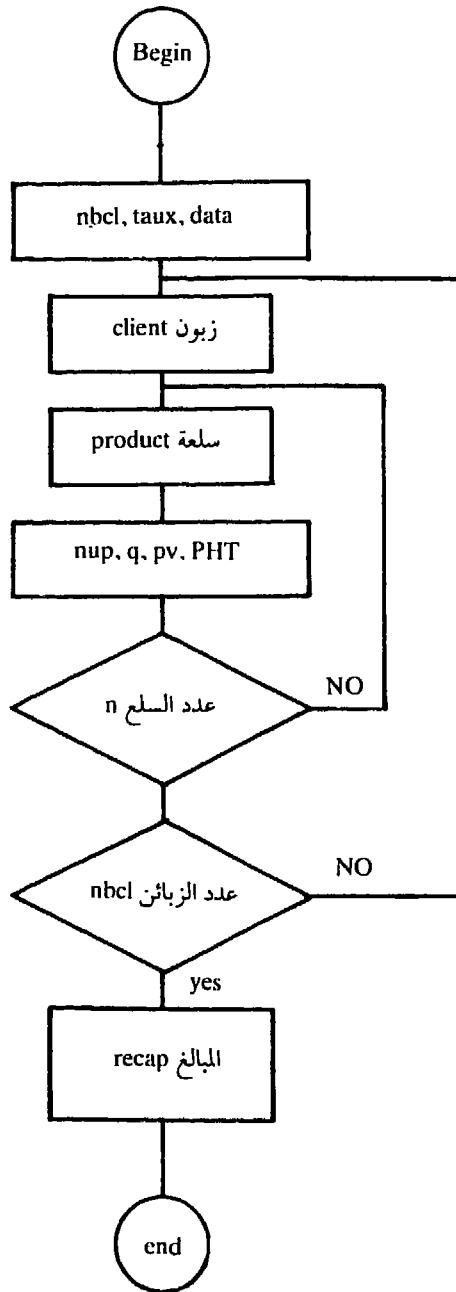 Begin
nbcl, taux, data
زبون client
سلعة product
nup, q, pv, PHT
عدد السلع n
NO
عدد الزبائن nbcl
NO
yes
المبالغ recap
end